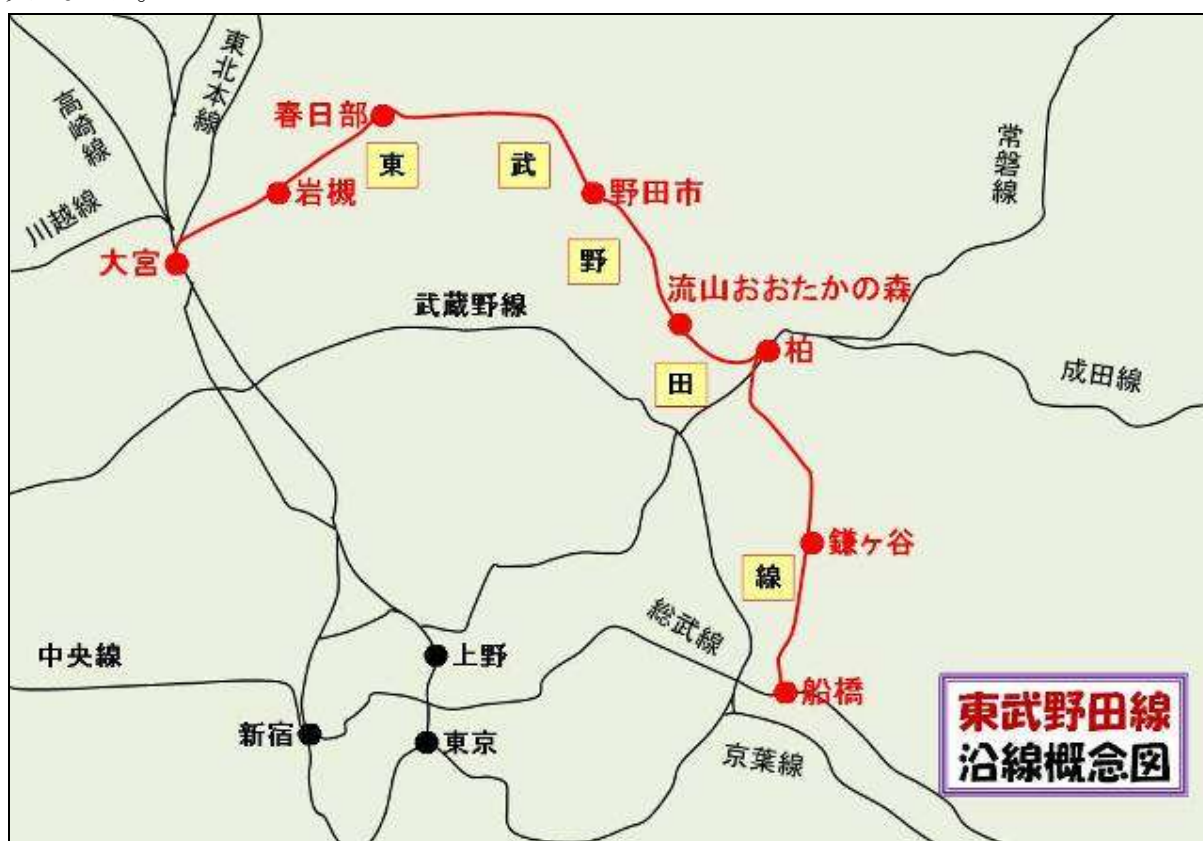 東北本線
高崎線
川越線
大宮
岩槻
春日部
東
武
野田市
野
流山おおたかの森
常磐線
武蔵野線
田
柏
成田線
鎌ヶ谷
線
総武線
船橋
中央線
上野
新宿
東京
京葉線
東武野田線
沿線概念図